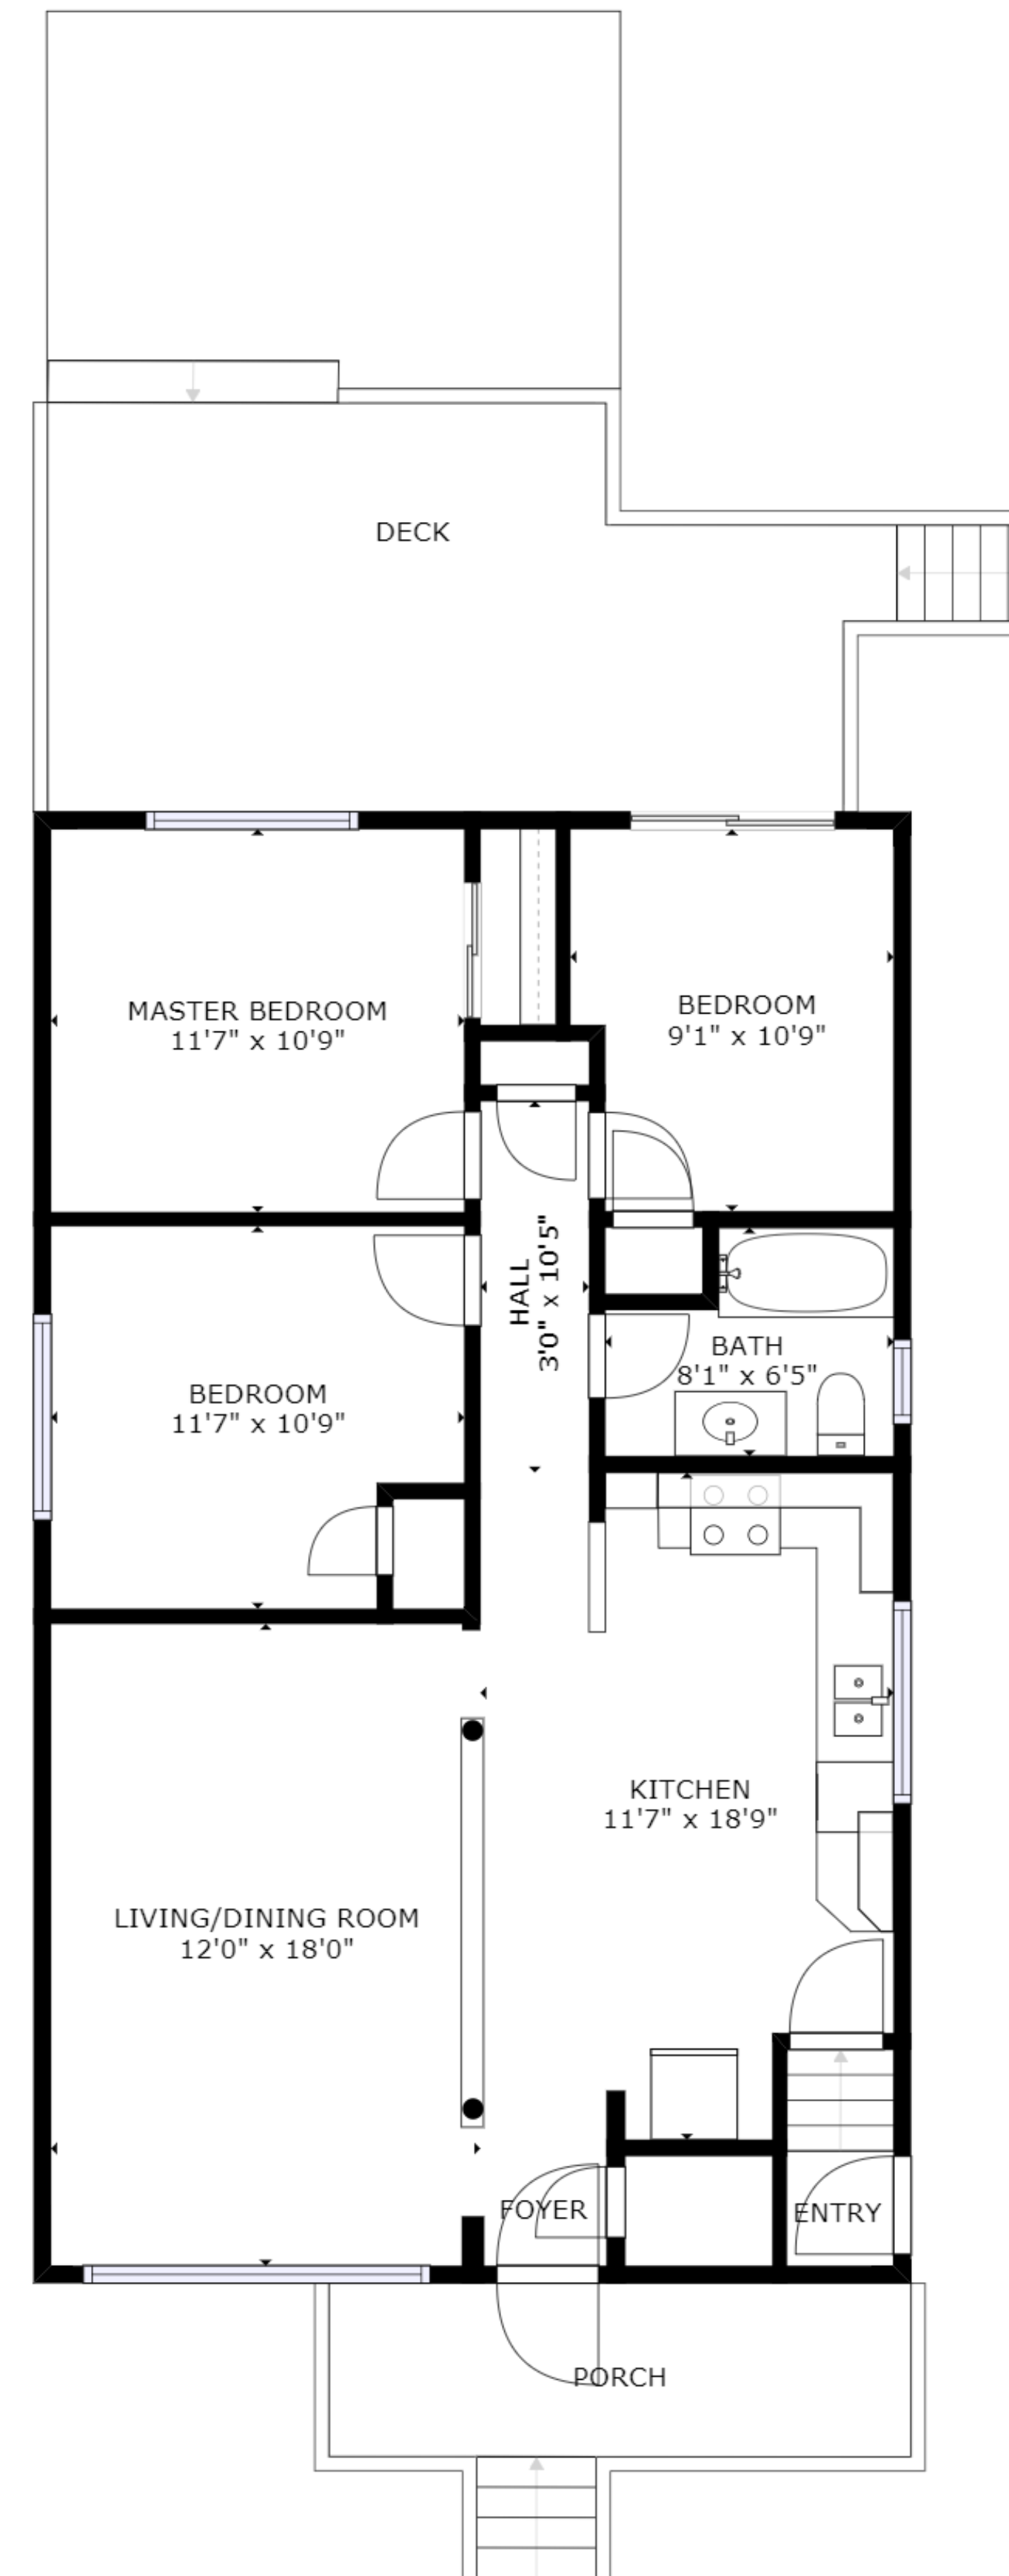 DECK
MASTER BEDROOM
11'7" x 10'9"
BEDROOM
9'1" x 10'9"
HALL
3'0" x 10'5"
BATH
8'1" x 6'5"
BEDROOM
11'7" x 10'9"
KITCHEN
11'7" x 18'9"
LIVING/DINING ROOM
12'0" x 18'0"
FOYER
ENTRY
PORCH